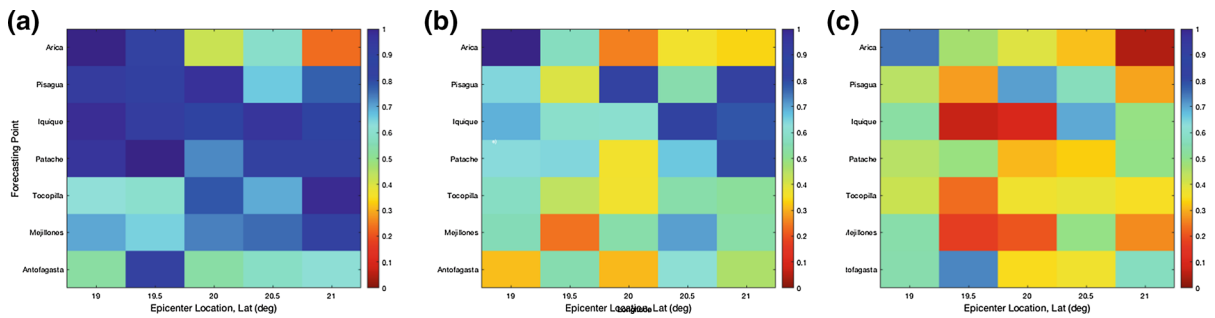 (a)
Arica
Pisagua
Iquique
Patache
Tocopila
Mejillones
Antofagasta
Forecasting Point
19 19.5 20 20.5 21
Epicenter Location, Lat (deg)
1
0.9
0.8
0.7
0.6
0.5
0.4
0.3
0.2
0.1
0
(b)
Arica
Pisagua
Iquique
Patache
Tocopilla
Mejillones
Antofagasta
19 19.5 20 20.5 21
Epicenter Location, Lat (deg)
Longitude
1
0.9
0.8
0.7
0.6
0.5
0.4
0.3
0.2
0.1
0
(c)
Arica
Pisagua
Iquique
Patache
Tocopilla
Mejillones
tofagasta
19 19.5 20 20.5 21
Epicenter Location, Lat (deg)
1
0.9
0.8
0.7
0.6
0.5
0.4
0.3
0.2
0.1
0